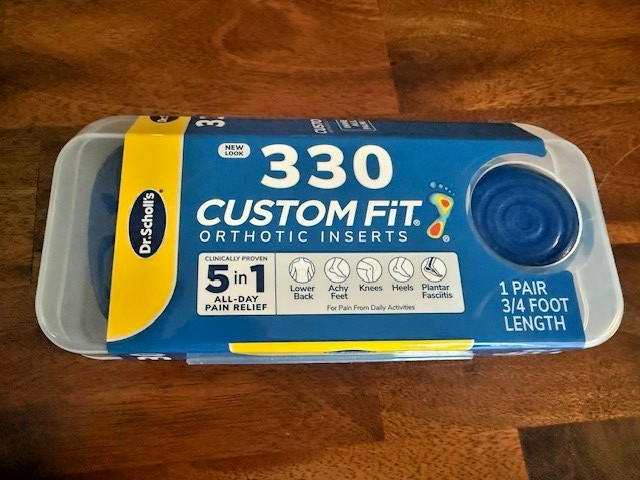 Dr. Scholl's
NEW
LOOK
330
CUSTOM FIT®
®
ORTHOTIC INSERTS
CLINICALLY PROVEN
5 in 1
ALL-DAY
PAIN RELIEF
Lower
Back
Achy
Feet
Knees
Heels
Plantar
Fasciitis
For Pain From Daily Activities
1 PAIR
3/4 FOOT
LENGTH